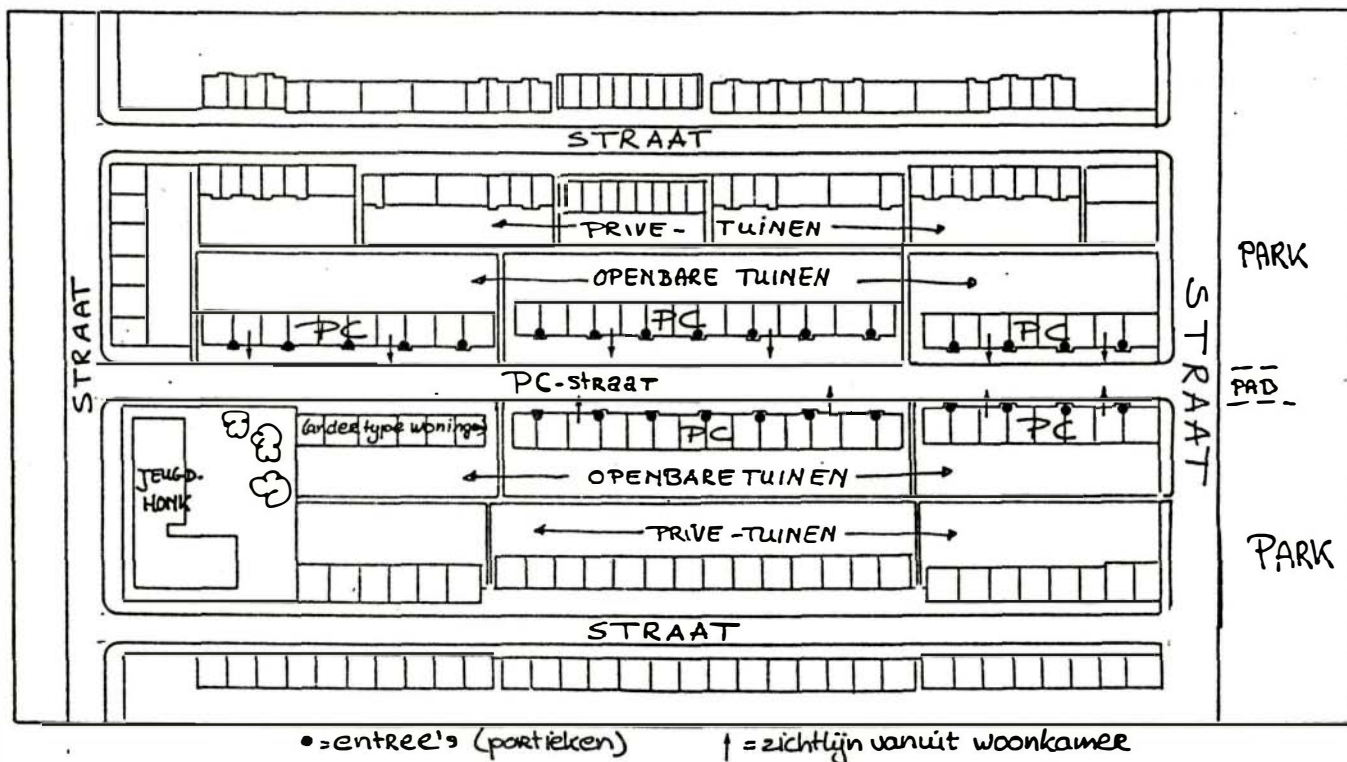 STRAAT
PRIVE- TUINEN
PARK
OPENBARE TUINEN
STRAAT
STRAAT
PC
PC
PC
PC-straat
PAD
(ander type woningen)
PC
PC
JEUGD-
HONK
OPENBARE TUINEN
PRIVE-TUINEN
PARK
STRAAT
•=entree's (portieken) ↑ = zichtlijn vanuit woonkamer